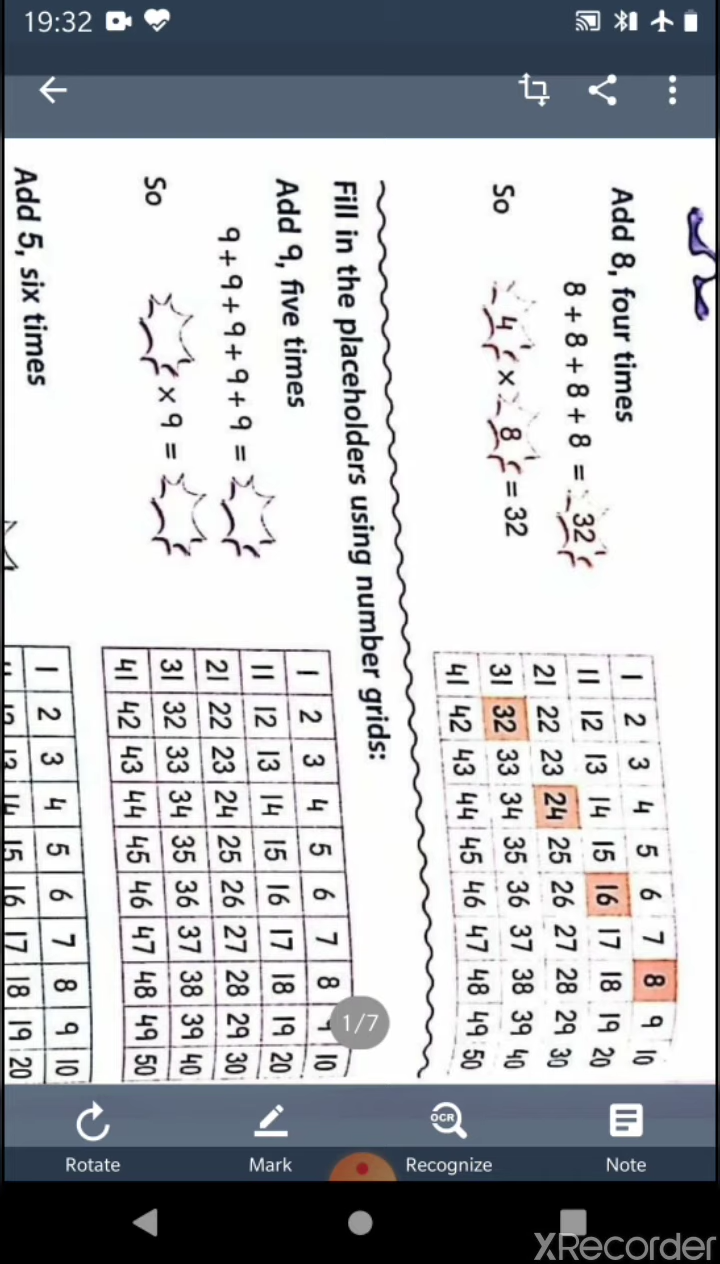 19:32
Add 8, four times
8 + 8 + 8 + 8 = 32
So 4 × 8 = 32
1 2 3 4 5 6 7 8 9 10
11 12 13 14 15 16 17 18 19 20
21 22 23 24 25 26 27 28 29 30
31 32 33 34 35 36 37 38 39 40
41 42 43 44 45 46 47 48 49 50
Fill in the placeholders using number grids:
Add 9, five times
9 + 9 + 9 + 9 + 9 =
So × 9 =
1 2 3 4 5 6 7 8 9 10
11 12 13 14 15 16 17 18 19 20
21 22 23 24 25 26 27 28 29 30
31 32 33 34 35 36 37 38 39 40
41 42 43 44 45 46 47 48 49 50
Add 5, six times
1 2 3 4 5 6 7 8 9 10
11 12 13 14 15 16 17 18 19 20
1/7
Rotate Mark OCR Recognize Note
XRecorder